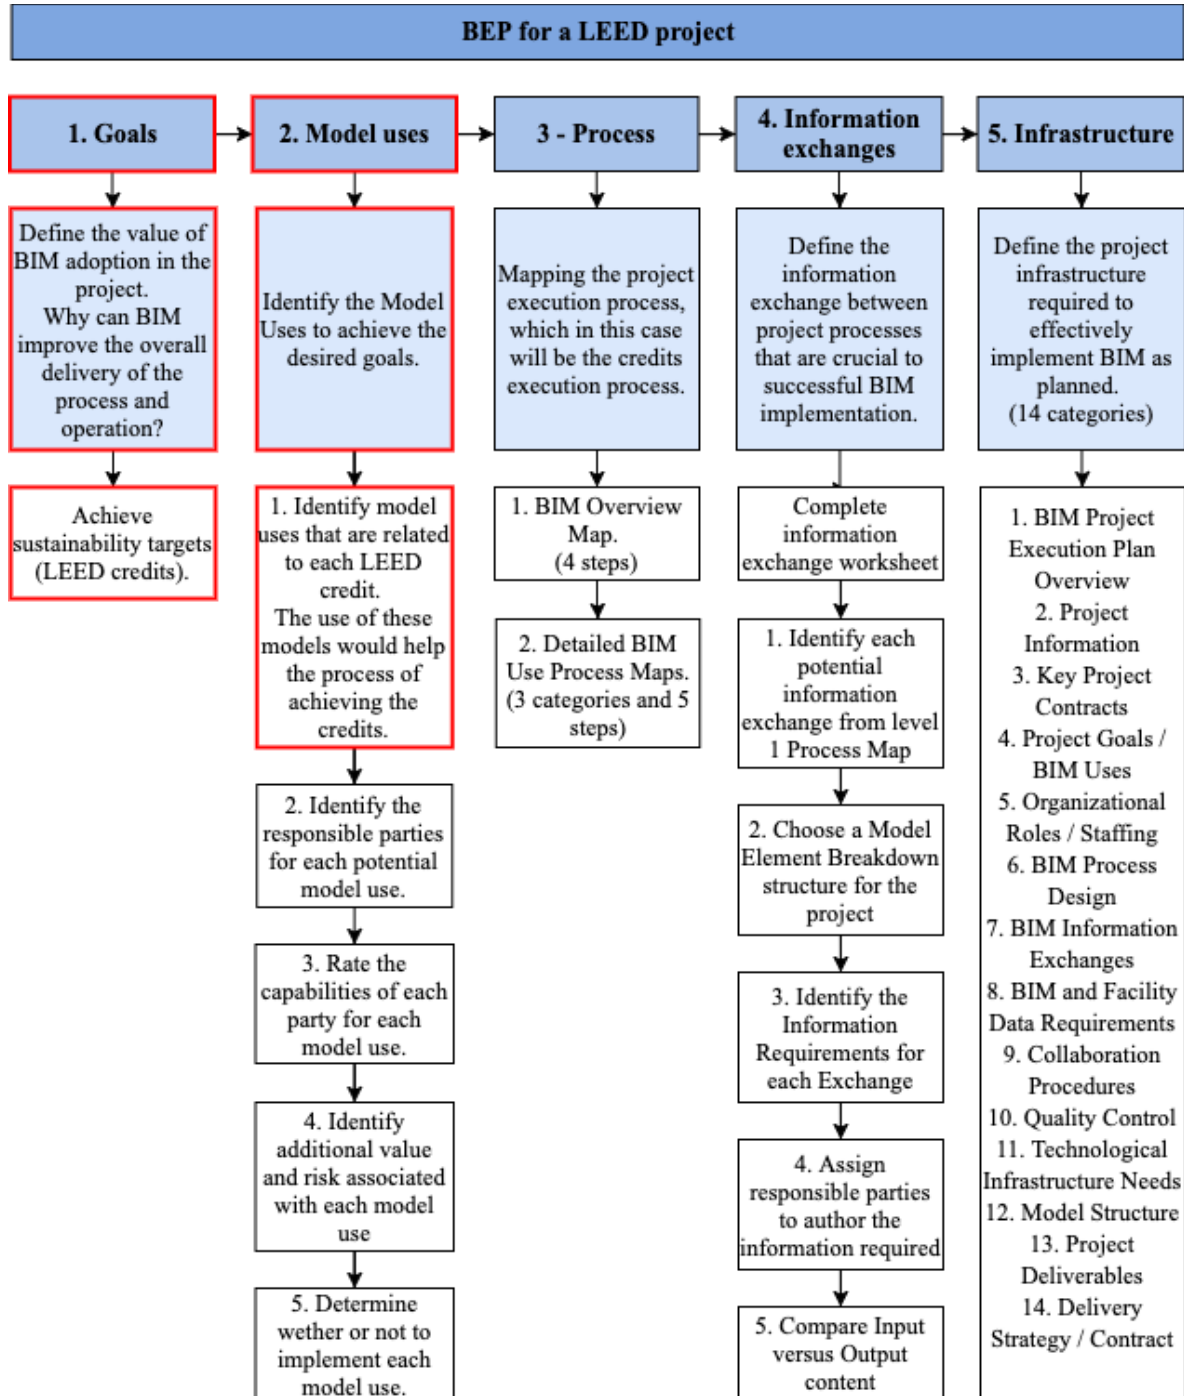 BEP for a LEED project
1. Goals
Define the value of
BIM adoption in the
project.
Why can BIM
improve the overall
delivery of the
process and
operation?
Achieve
sustainability targets
(LEED credits).
2. Model uses
Identify the Model
Uses to achieve the
desired goals.
1. Identify model
uses that are related
to each LEED
credit.
The use of these
models would help
the process of
achieving the
credits.
2. Identify the
responsible parties
for each potential
model use.
3. Rate the
capabilities of each
party for each
model use.
4. Identify
additional value
and risk associated
with each model
use
5. Determine
wether or not to
implement each
model use.
3 - Process
Mapping the project
execution process,
which in this case
will be the credits
execution process.
1. BIM Overview
Map.
(4 steps)
2. Detailed BIM
Use Process Maps.
(3 categories and 5
steps)
4. Information
exchanges
Define the
information
exchange between
project processes
that are crucial to
successful BIM
implementation.
Complete
information
exchange worksheet
1. Identify each
potential
information
exchange from level
1 Process Map
2. Choose a Model
Element Breakdown
structure for the
project
3. Identify the
Information
Requirements for
each Exchange
4. Assign
responsible parties
to author the
information required
5. Compare Input
versus Output
content
5. Infrastructure
Define the project
infrastructure
required to
effectively
implement BIM as
planned.
(14 categories)
1. BIM Project
Execution Plan
Overview
2. Project
Information
3. Key Project
Contracts
4. Project Goals /
BIM Uses
5. Organizational
Roles / Staffing
6. BIM Process
Design
7. BIM Information
Exchanges
8. BIM and Facility
Data Requirements
9. Collaboration
Procedures
10. Quality Control
11. Technological
Infrastructure Needs
12. Model Structure
13. Project
Deliverables
14. Delivery
Strategy / Contract